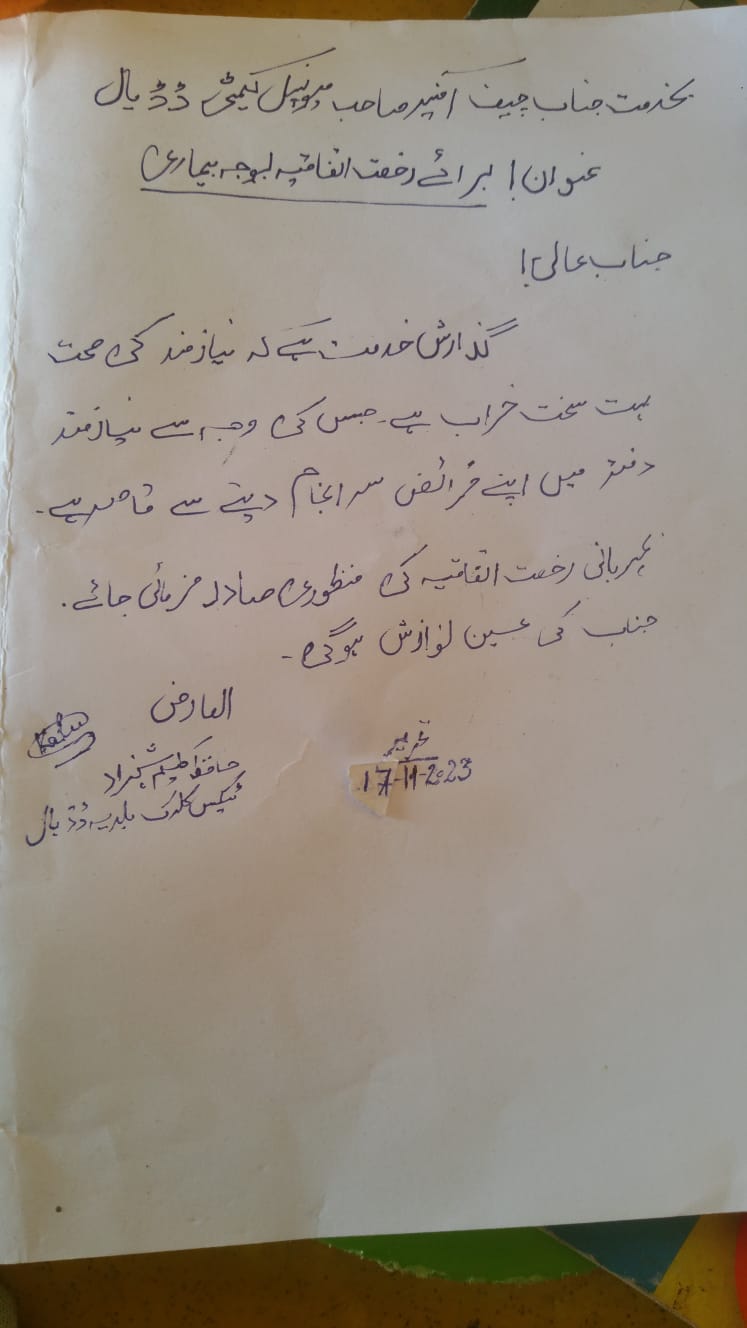 بخدمت جناب چیف آفیسر صاحب میونسپل کمیٹی ڈڈیال
عنوان! برائے رخصت اتفاقیہ بوجہ بیماری
جناب عالی!
گذارش خدمت ہے کہ نیازمند کی صحت
بہت سخت خراب ہے۔ جس کی وجہ سے نیازمند
دفتر میں اپنے فرائض سرانجام دینے سے قاصر ہے۔
مہربانی رخصت اتفاقیہ کی منظوری صادر فرمائی جائے۔
جناب کی عین نوازش ہوگی۔
العارض
تحریر
17-11-2023
حافظ شہزاد
ٹیکس کلرک بلدیہ ڈڈیال